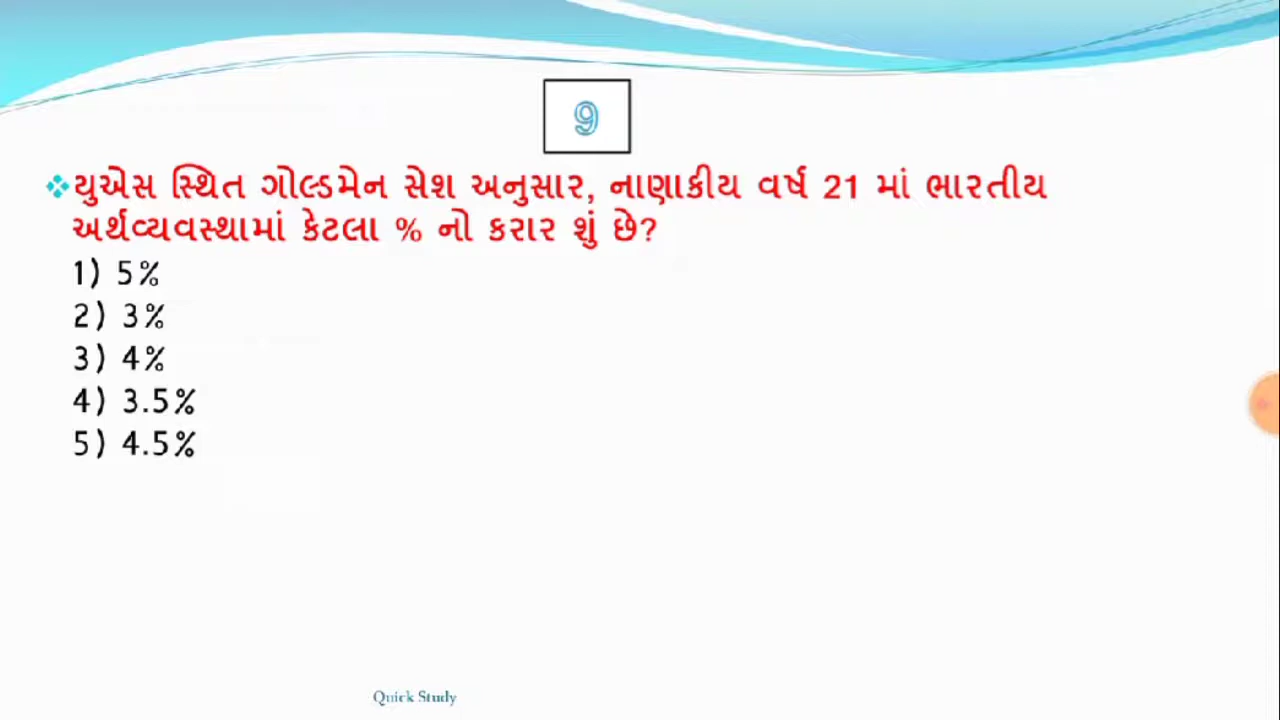 9
યુએસ સ્થિત ગોલ્ડમેન સેશ અનુસાર, નાણાકીય વર્ષ 21 માં ભારતીય
અર્થવ્યવસ્થામાં કેટલા % નો કરાર શું છે?
1) 5%
2) 3%
3) 4%
4) 3.5%
5) 4.5%
Quick Study